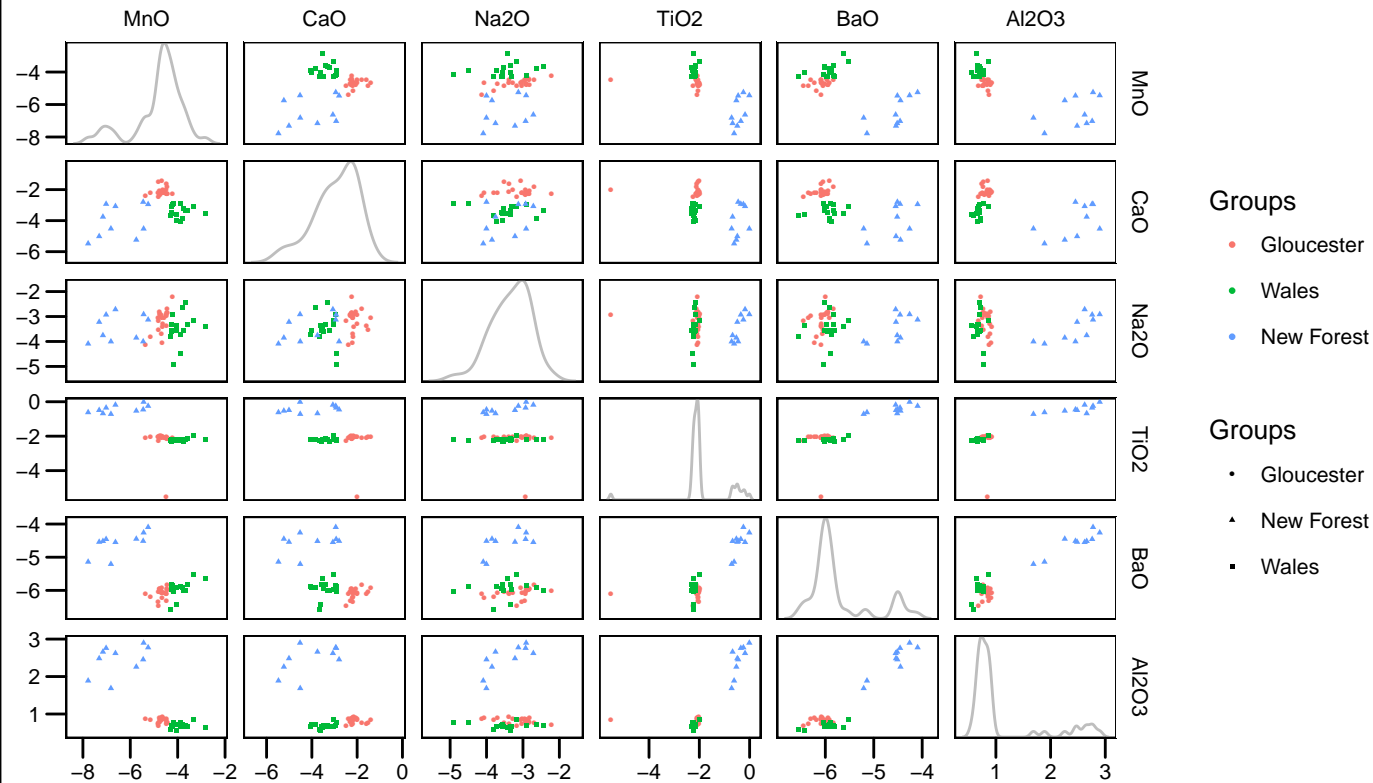 MnO CaO Na2O TiO2 BaO Al2O3
−4
−6
−8
MnO
−2
−4
−6
CaO
Groups
Gloucester
Wales
New Forest
−2
−3
−4
−5
Na2O
0
−2
−4
TiO2
Groups
Gloucester
New Forest
Wales
−4
−5
−6
BaO
3
2
1
Al2O3
−8 −6 −4 −2 −6 −4 −2 0 −5 −4 −3 −2 −4 −2 0 −6 −5 −4 1 2 3